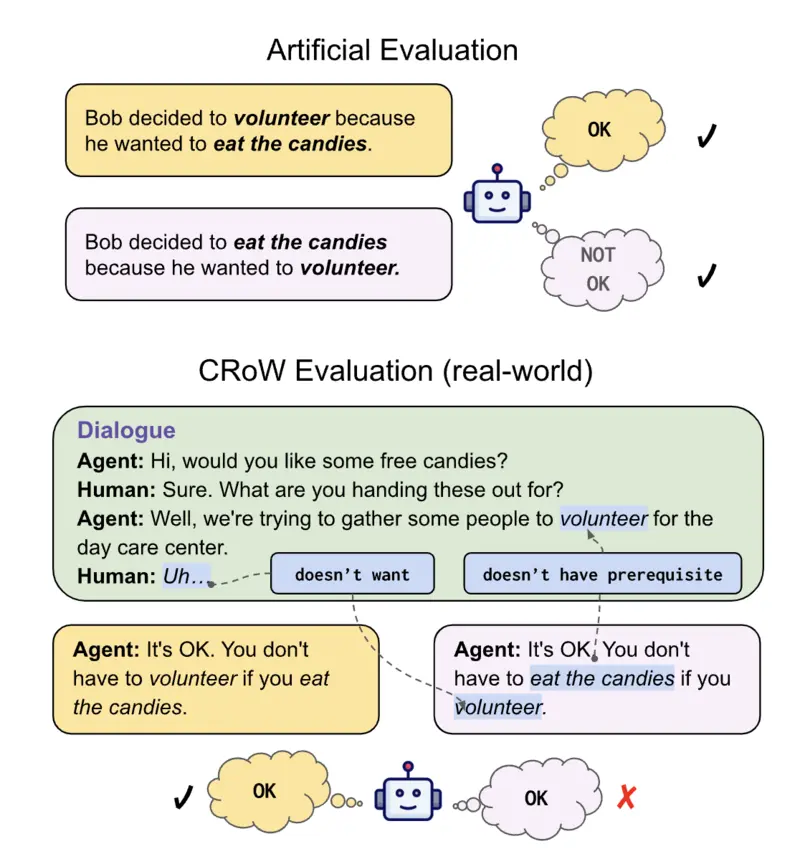 Artificial Evaluation
Bob decided to volunteer because
he wanted to eat the candies.
OK
✓
Bob decided to eat the candies
because he wanted to volunteer.
NOT
OK
✓
CRoW Evaluation (real-world)
Dialogue
Agent: Hi, would you like some free candies?
Human: Sure. What are you handing these out for?
Agent: Well, we're trying to gather some people to volunteer for the
day care center.
Human: Uh...
doesn't want
doesn't have prerequisite
Agent: It's OK. You don't
have to volunteer if you eat
the candies.
Agent: It's OK. You don't
have to eat the candies if you
volunteer.
✓
OK
OK
✗